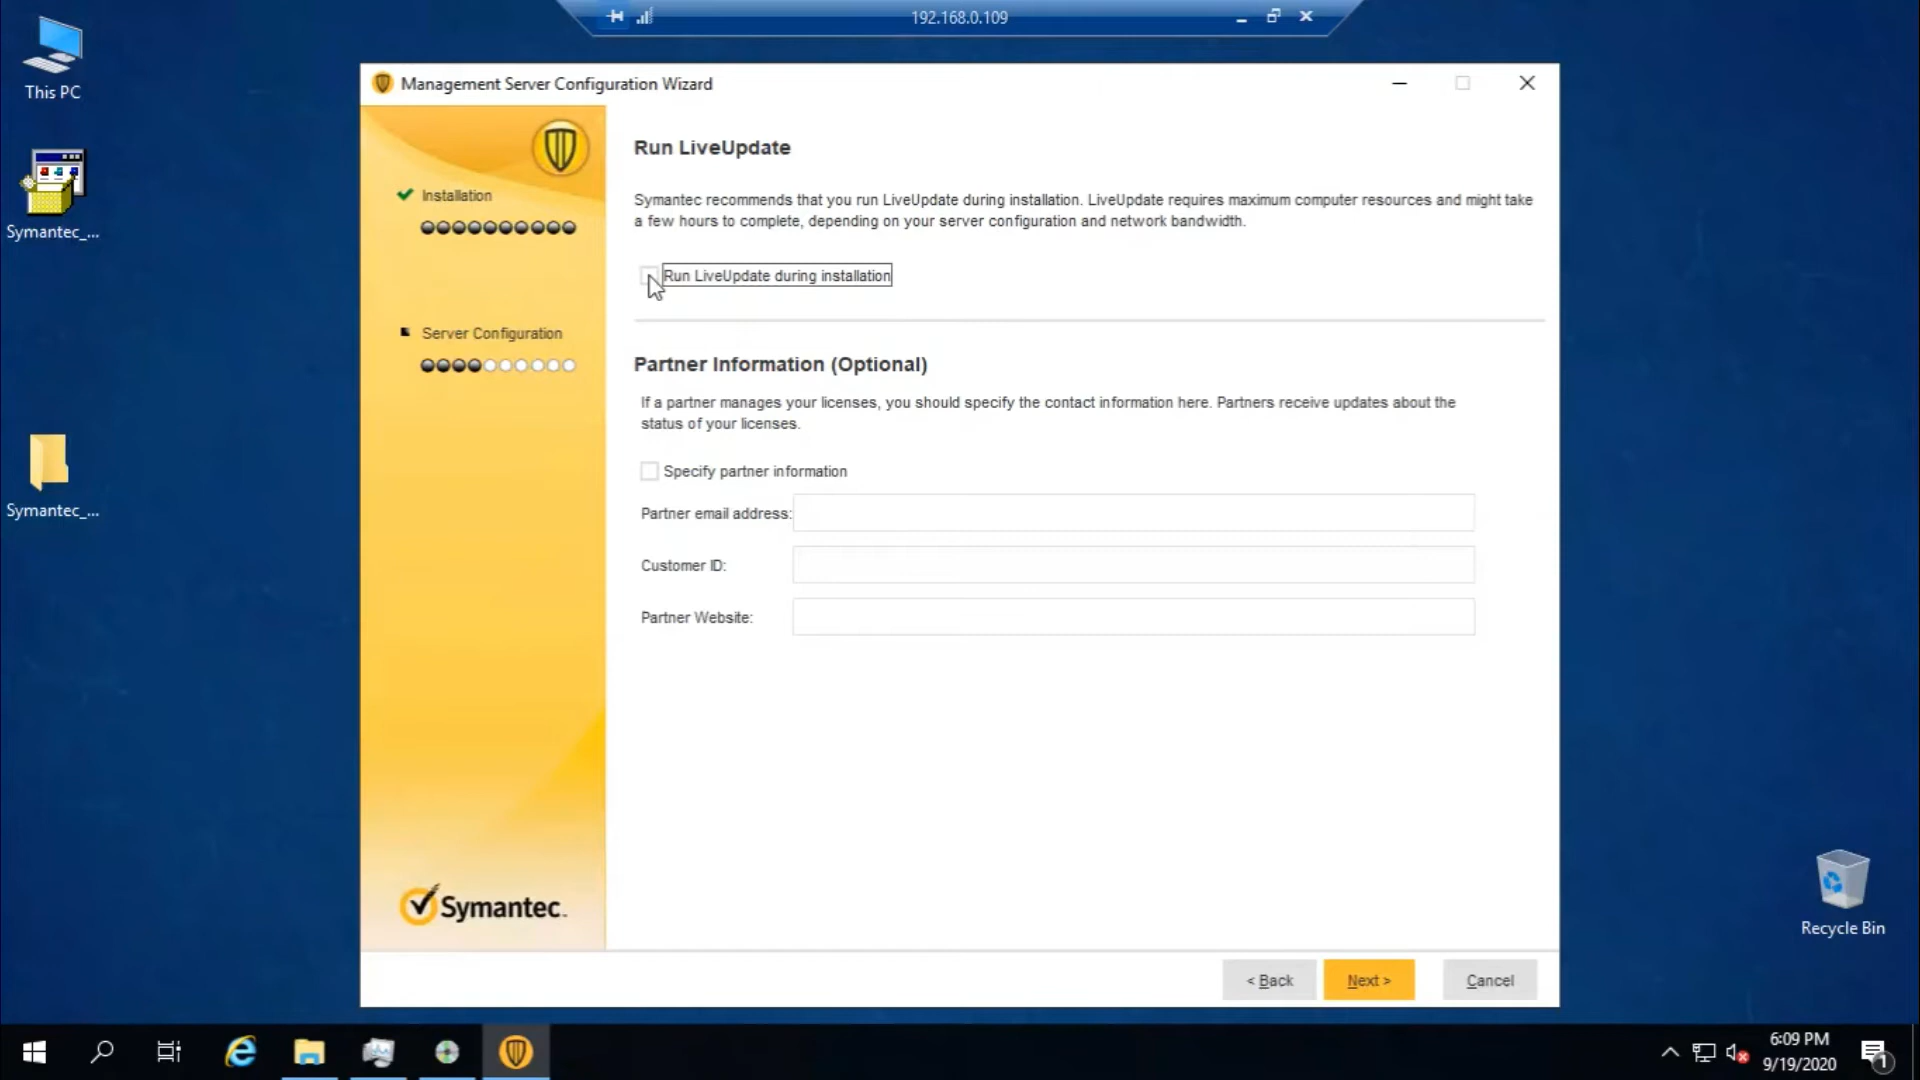 192.168.0.109
This PC
Symantec_...
Symantec_...
Management Server Configuration Wizard
Installation
Server Configuration
Symantec.
Run LiveUpdate
Symantec recommends that you run LiveUpdate during installation. LiveUpdate requires maximum computer resources and might take
a few hours to complete, depending on your server configuration and network bandwidth.
Run LiveUpdate during installation
Partner Information (Optional)
If a partner manages your licenses, you should specify the contact information here. Partners receive updates about the
status of your licenses.
Specify partner information
Partner email address:
Customer ID:
Partner Website:
< Back
Next >
Cancel
Recycle Bin
6:09 PM
9/19/2020
1